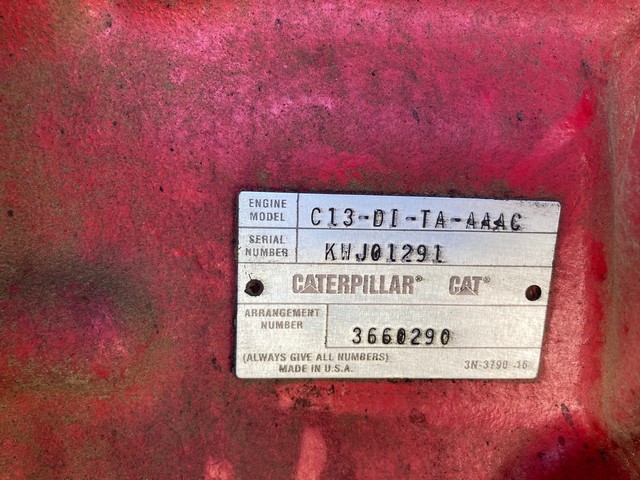 ENGINE MODEL C13-DI-TA-AAAC
SERIAL NUMBER KWJ01291
CATERPILLAR® CAT®
ARRANGEMENT NUMBER
3660290
(ALWAYS GIVE ALL NUMBERS)
MADE IN U.S.A.
3N-3790 -16